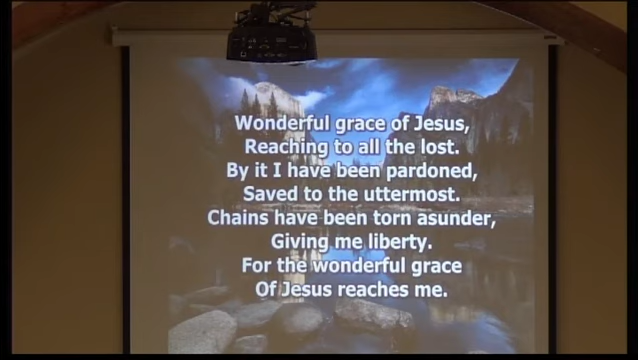 Wonderful grace of Jesus,
Reaching to all the lost.
By it I have been pardoned,
Saved to the uttermost.
Chains have been torn asunder,
Giving me liberty.
For the wonderful grace
Of Jesus reaches me.